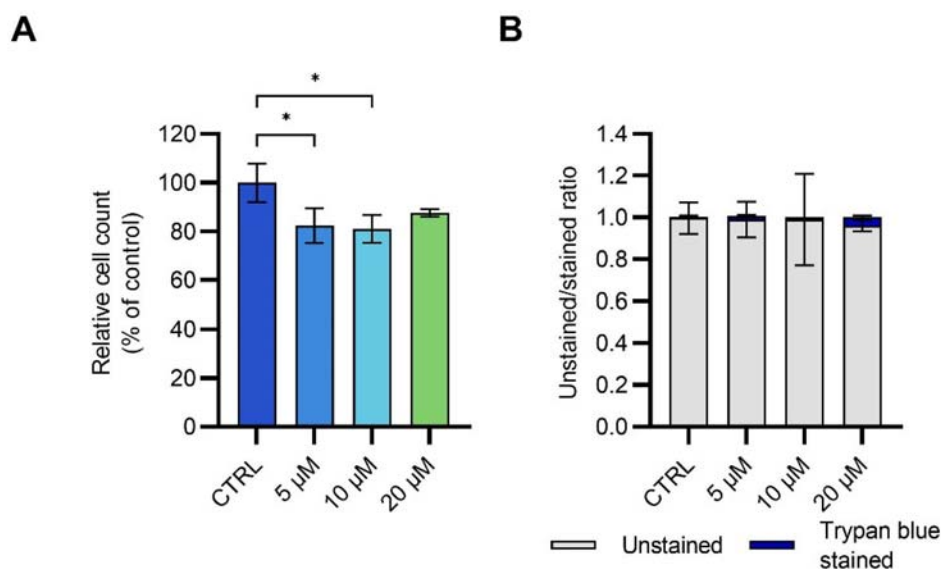 A
B
*
*
Relative cell count
(% of control)
120
100
80
60
40
20
0
CTRL
5 µM
10 µM
20 µM
Unstained/stained ratio
1.4
1.2
1.0
0.8
0.6
0.4
0.2
0.0
CTRL
5 µM
10 µM
20 µM
Unstained
Trypan blue
stained